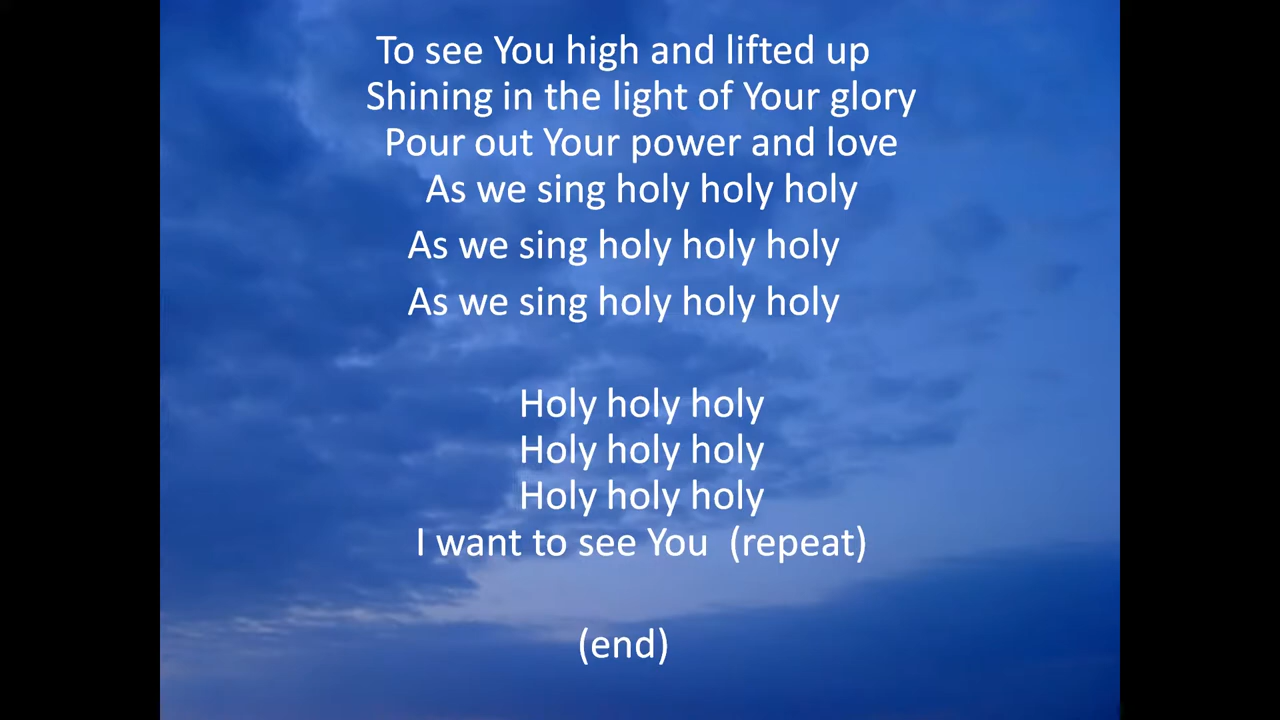 To see You high and lifted up
Shining in the light of Your glory
Pour out Your power and love
As we sing holy holy holy
As we sing holy holy holy
As we sing holy holy holy
Holy holy holy
Holy holy holy
Holy holy holy
I want to see You (repeat)
(end)